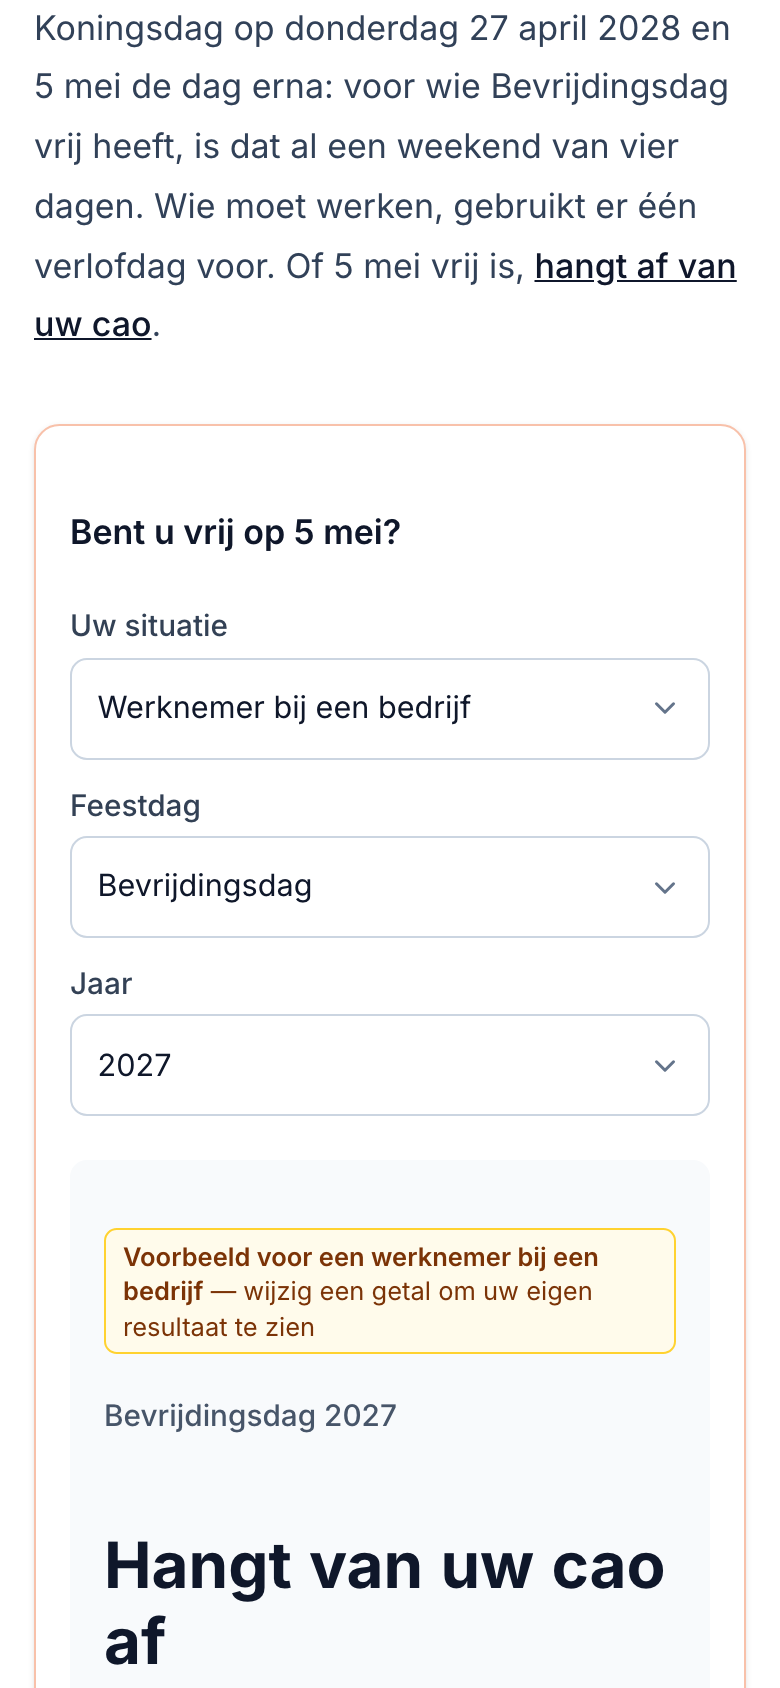 Koningsdag op donderdag 27 april 2028 en
5 mei de dag erna: voor wie Bevrijdingsdag
vrij heeft, is dat al een weekend van vier
dagen. Wie moet werken, gebruikt er één
verlofdag voor. Of 5 mei vrij is, hangt af van
uw cao.
Bent u vrij op 5 mei?
Uw situatie
Werknemer bij een bedrijf
Feestdag
Bevrijdingsdag
Jaar
2027
Voorbeeld voor een werknemer bij een
bedrijf — wijzig een getal om uw eigen
resultaat te zien
Bevrijdingsdag 2027
Hangt van uw cao
af